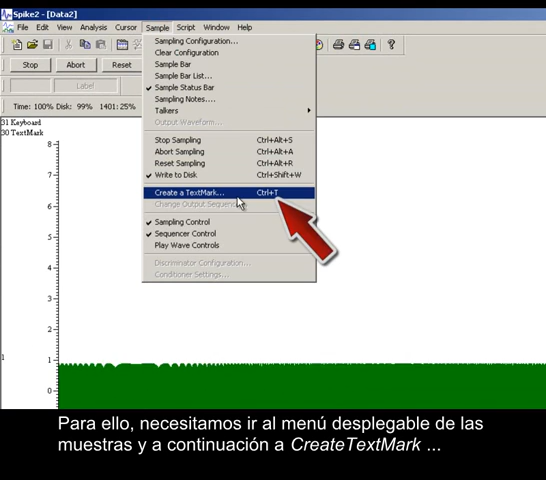 Spike2 - [Data2]
File Edit View Analysis Cursor Sample Script Window Help
Stop Abort Reset
Label
Time: 100% Disk: 99% 1401: 25%
31 Keyboard
30 TextMark
Sampling Configuration...
Clear Configuration
Sample Bar
Sample Bar List...
Sample Status Bar
Sampling Notes....
Talkers
Output Waveform...
Stop Sampling Ctrl+Alt+S
Abort Sampling Ctrl+Alt+A
Reset Sampling Ctrl+Alt+R
Write to Disk Ctrl+Shift+W
Create a TextMark... Ctrl+T
Change Output Sequence
Sampling Control
Sequencer Control
Play Wave Controls
Discriminator Configuration...
Conditioner Settings...
8
7
6
5
4
3
2
1
1
0
Para ello, necesitamos ir al menú desplegable de las
muestras y a continuación a CreateTextMark ...